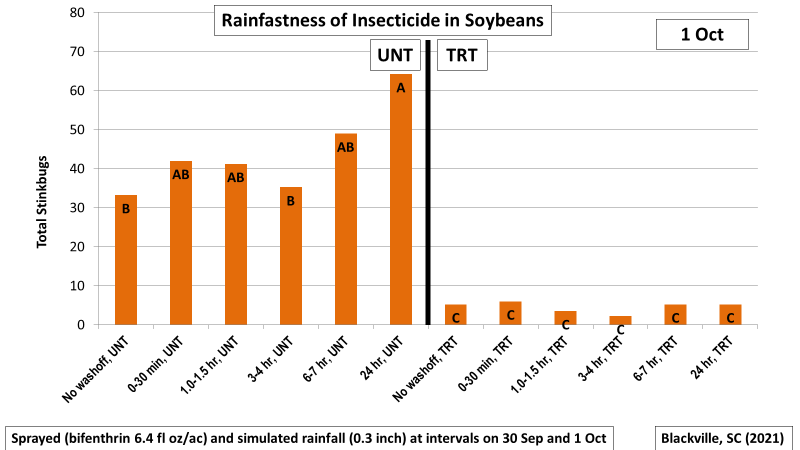 Rainfastness of Insecticide in Soybeans
1 Oct
UNT
TRT
Total Stinkbugs
80
70
60
50
40
30
20
10
0
B
AB
AB
B
AB
A
C
C
C
C
C
C
No washoff, UNT
0-30 min, UNT
1.0-1.5 hr, UNT
3-4 hr, UNT
6-7 hr, UNT
24 hr, UNT
No washoff, TRT
0-30 min, TRT
1.0-1.5 hr, TRT
3-4 hr, TRT
6-7 hr, TRT
24 hr, TRT
Sprayed (bifenthrin 6.4 fl oz/ac) and simulated rainfall (0.3 inch) at intervals on 30 Sep and 1 Oct
Blackville, SC (2021)